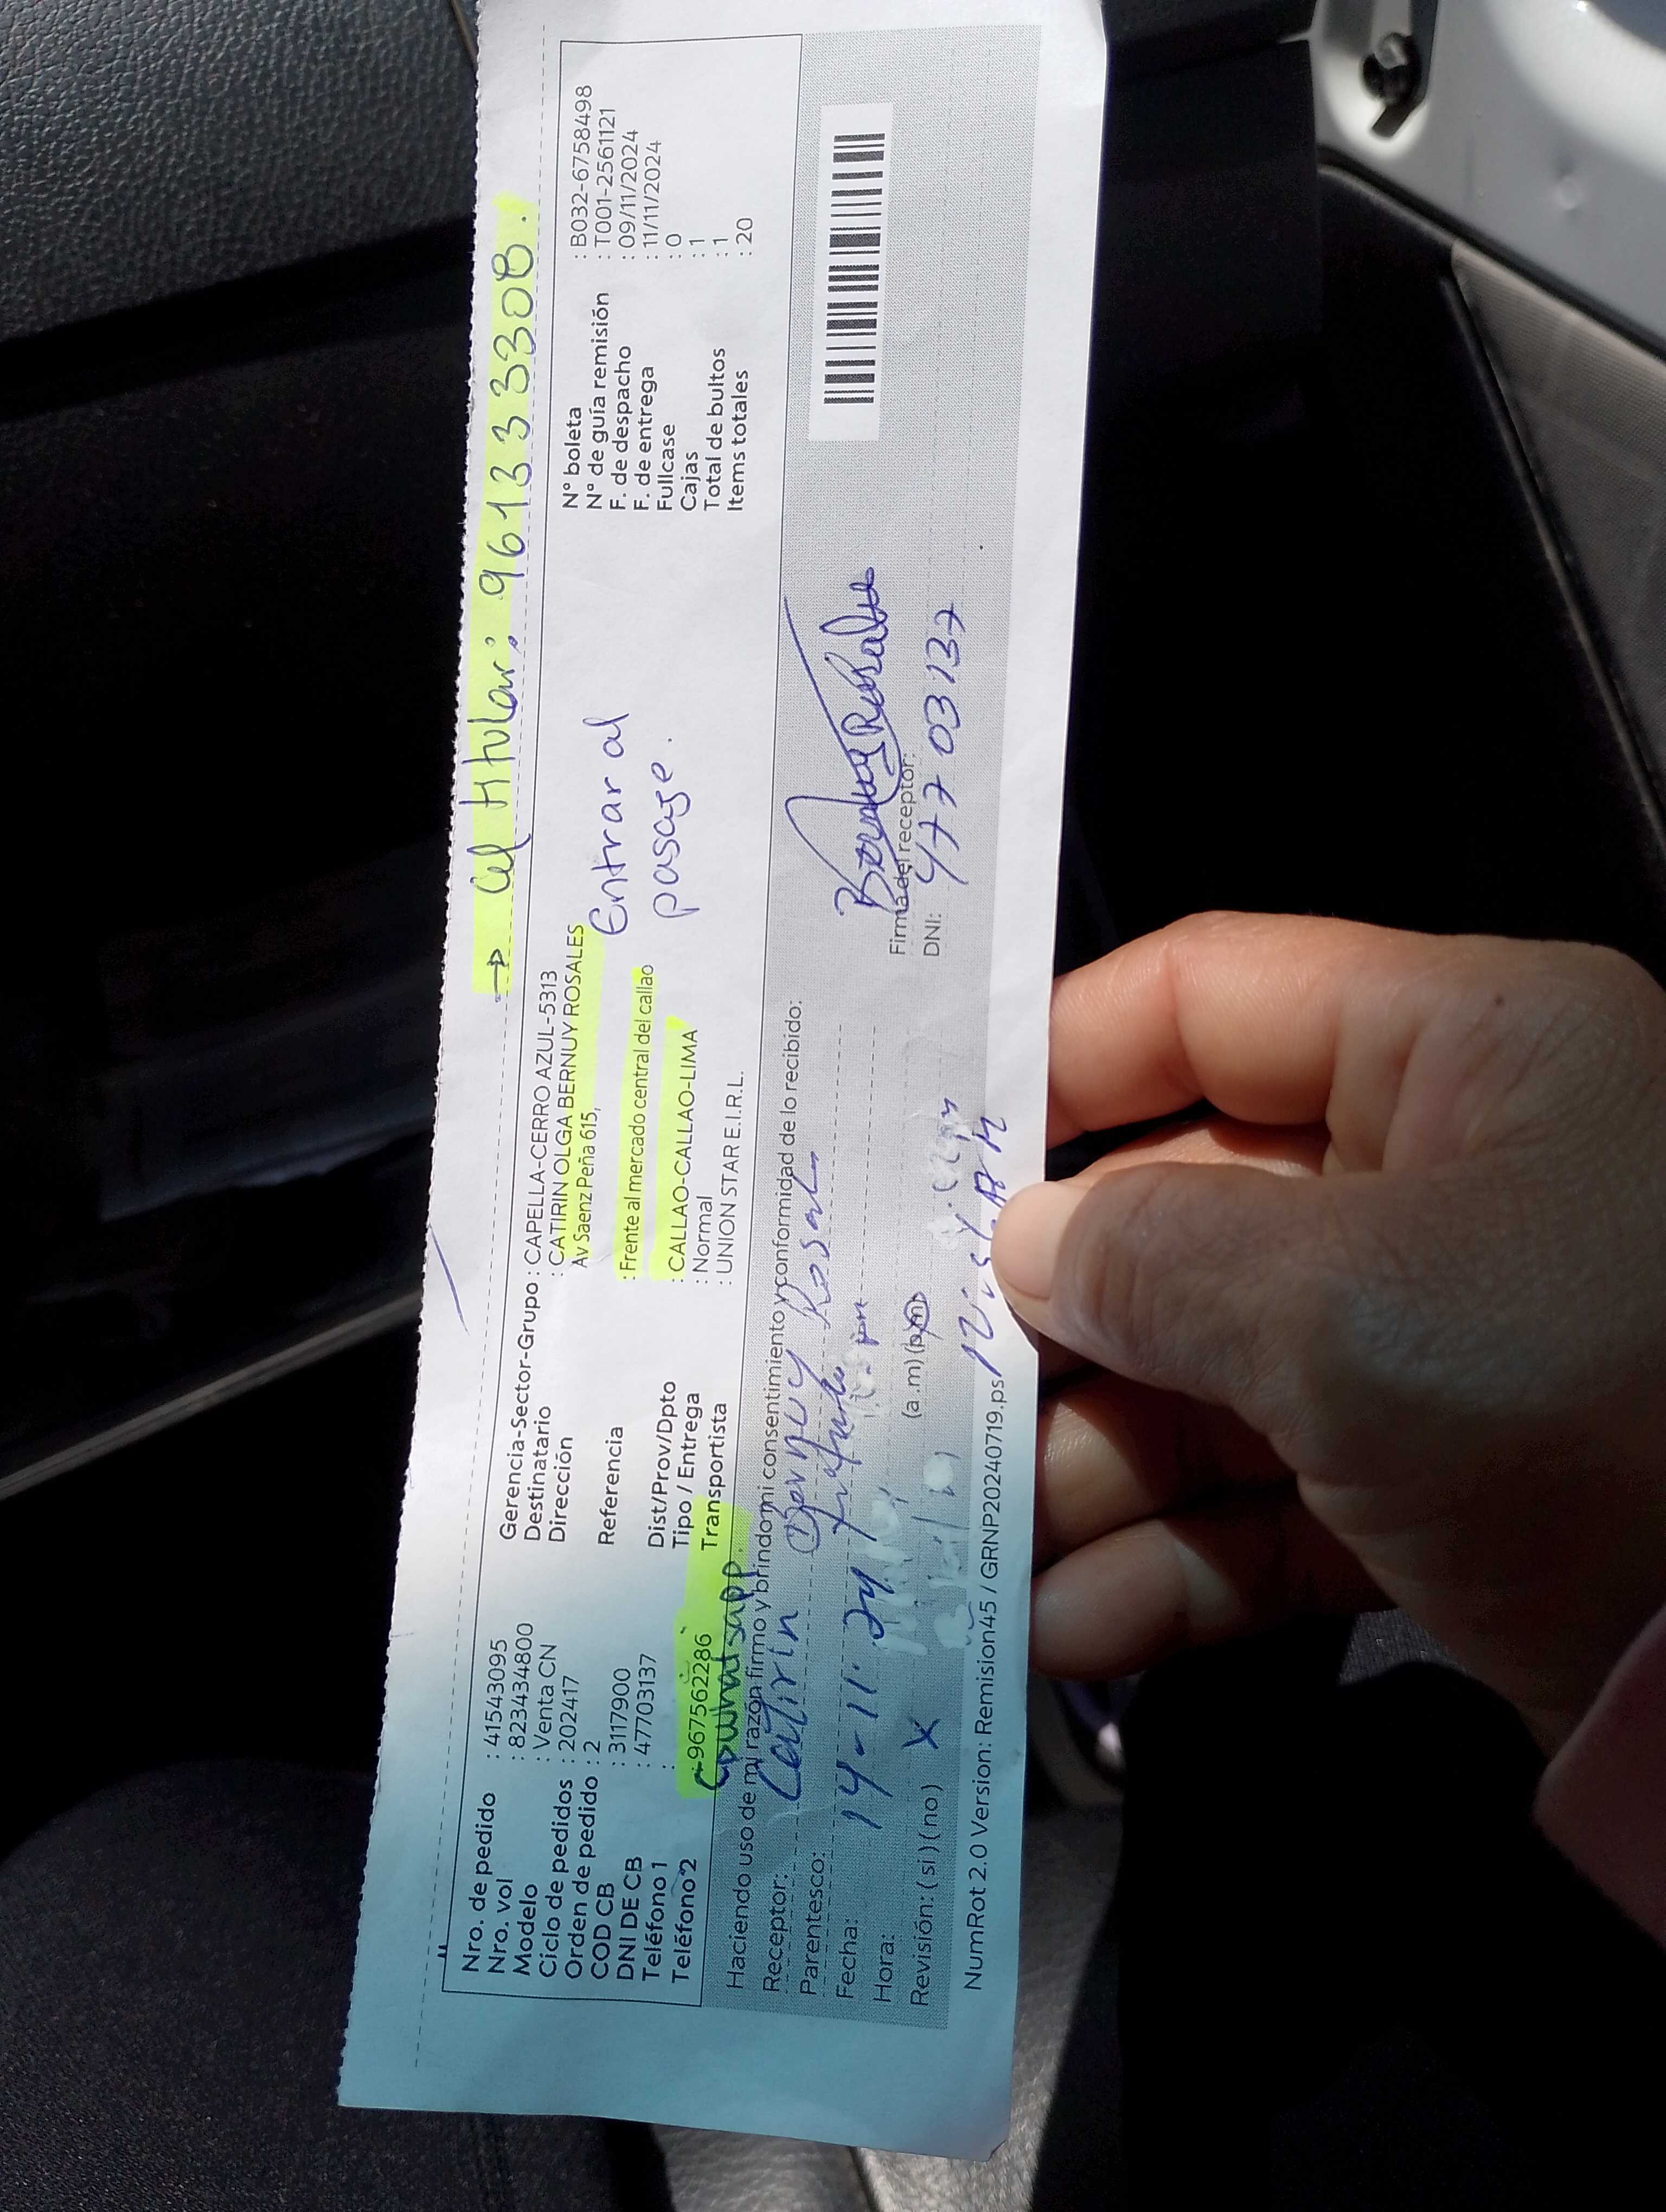 → Cel titular: 961333308.
Nro. de pedido : 41543095
Nro. vol : 823434800
Modelo : Venta CN
Ciclo de pedidos : 202417
Orden de pedido : 2
COD CB : 3117900
DNI DE CB : 47703137
Teléfono 1 :
Teléfono 2 : -967562286
whatsapp.
Gerencia-Sector-Grupo : CAPELLA-CERRO AZUL-5313
Destinatario : CATIRIN OLGA BERNUY ROSALES
Dirección Av Saenz Peña 615,
Referencia : Frente al mercado central del callao
Dist/Prov/Dpto : CALLAO-CALLAO-LIMA
Tipo / Entrega : Normal
Transportista : UNION STAR E.I.R.L.
Entrar al
pasaje.
N° boleta : B032-6758498
N° de guía remisión : T001-2561121
F. de despacho : 09/11/2024
F. de entrega : 11/11/2024
Fullcase : 0
Cajas : 1
Total de bultos : 1
Items totales : 20
Haciendo uso de mi razón firmo y brindo mi consentimiento y conformidad de lo recibido:
Receptor: Catirin Bernuy Rosales
Parentesco:
Fecha: 14-11-24
Hora: (a.m) (p.m)
Revisión: ( si ) ( no ) X
Firma del receptor:
DNI: 47703137
NumRot 2.0 Version: Remision45 / GRNP20240719.ps